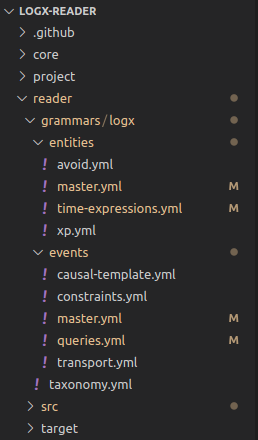 LOGX-READER
.github
core
project
reader
grammars/logx
entities
! avoid.yml
! master.yml M
! time-expressions.yml M
! xp.yml
events
! causal-template.yml
! constraints.yml
! master.yml M
! queries.yml M
! transport.yml
! taxonomy.yml
src
target